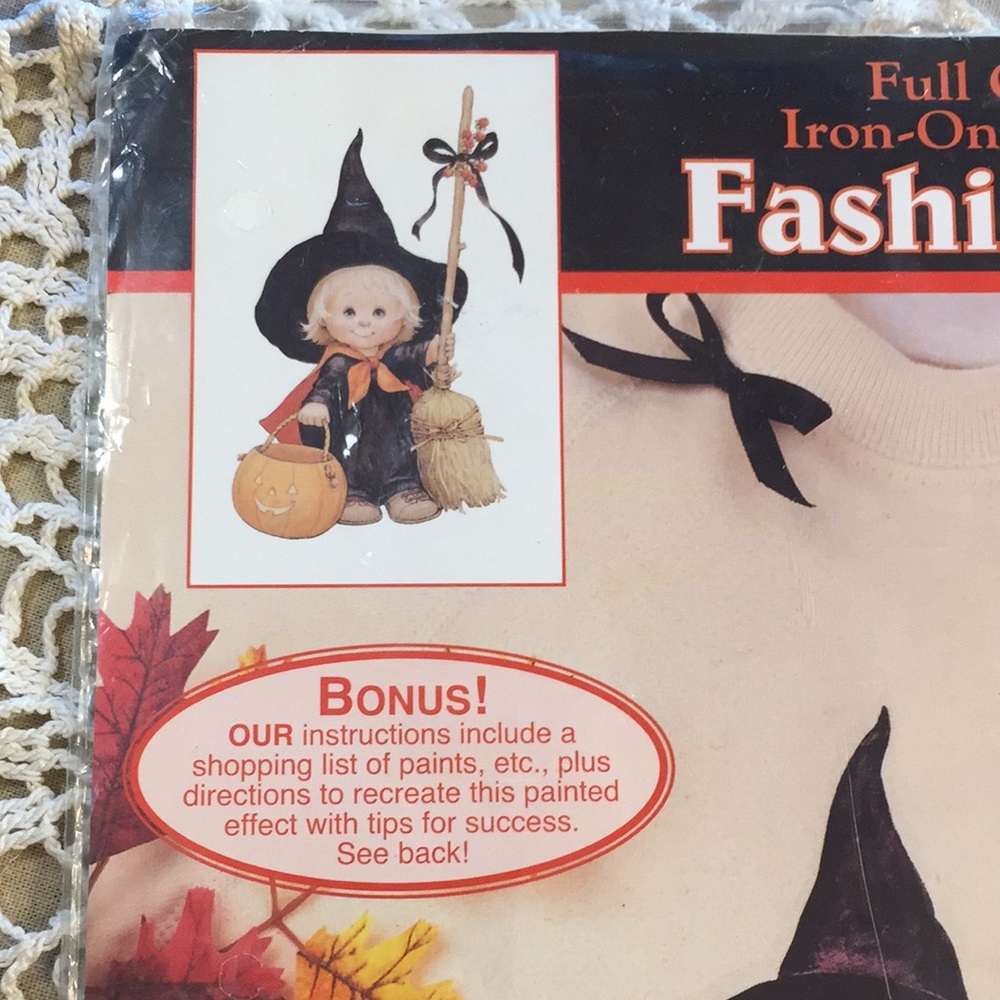 Full
Iron-On
Fashi
BONUS!
OUR instructions include a
shopping list of paints, etc., plus
directions to recreate this painted
effect with tips for success.
See back!